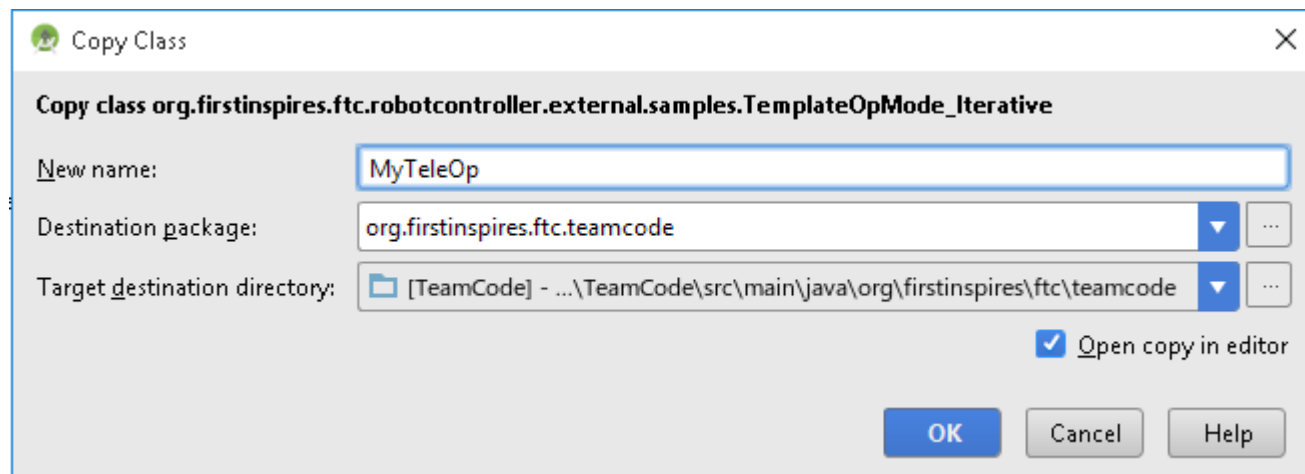 Copy Class
Copy class org.firstinspires.ftc.robotcontroller.external.samples.TemplateOpMode_Iterative
New name: MyTeleOp
Destination package: org.firstinspires.ftc.teamcode ...
Target destination directory: [TeamCode] - ...\TeamCode\src\main\java\org\firstinspires\ftc\teamcode ...
Open copy in editor
OK Cancel Help